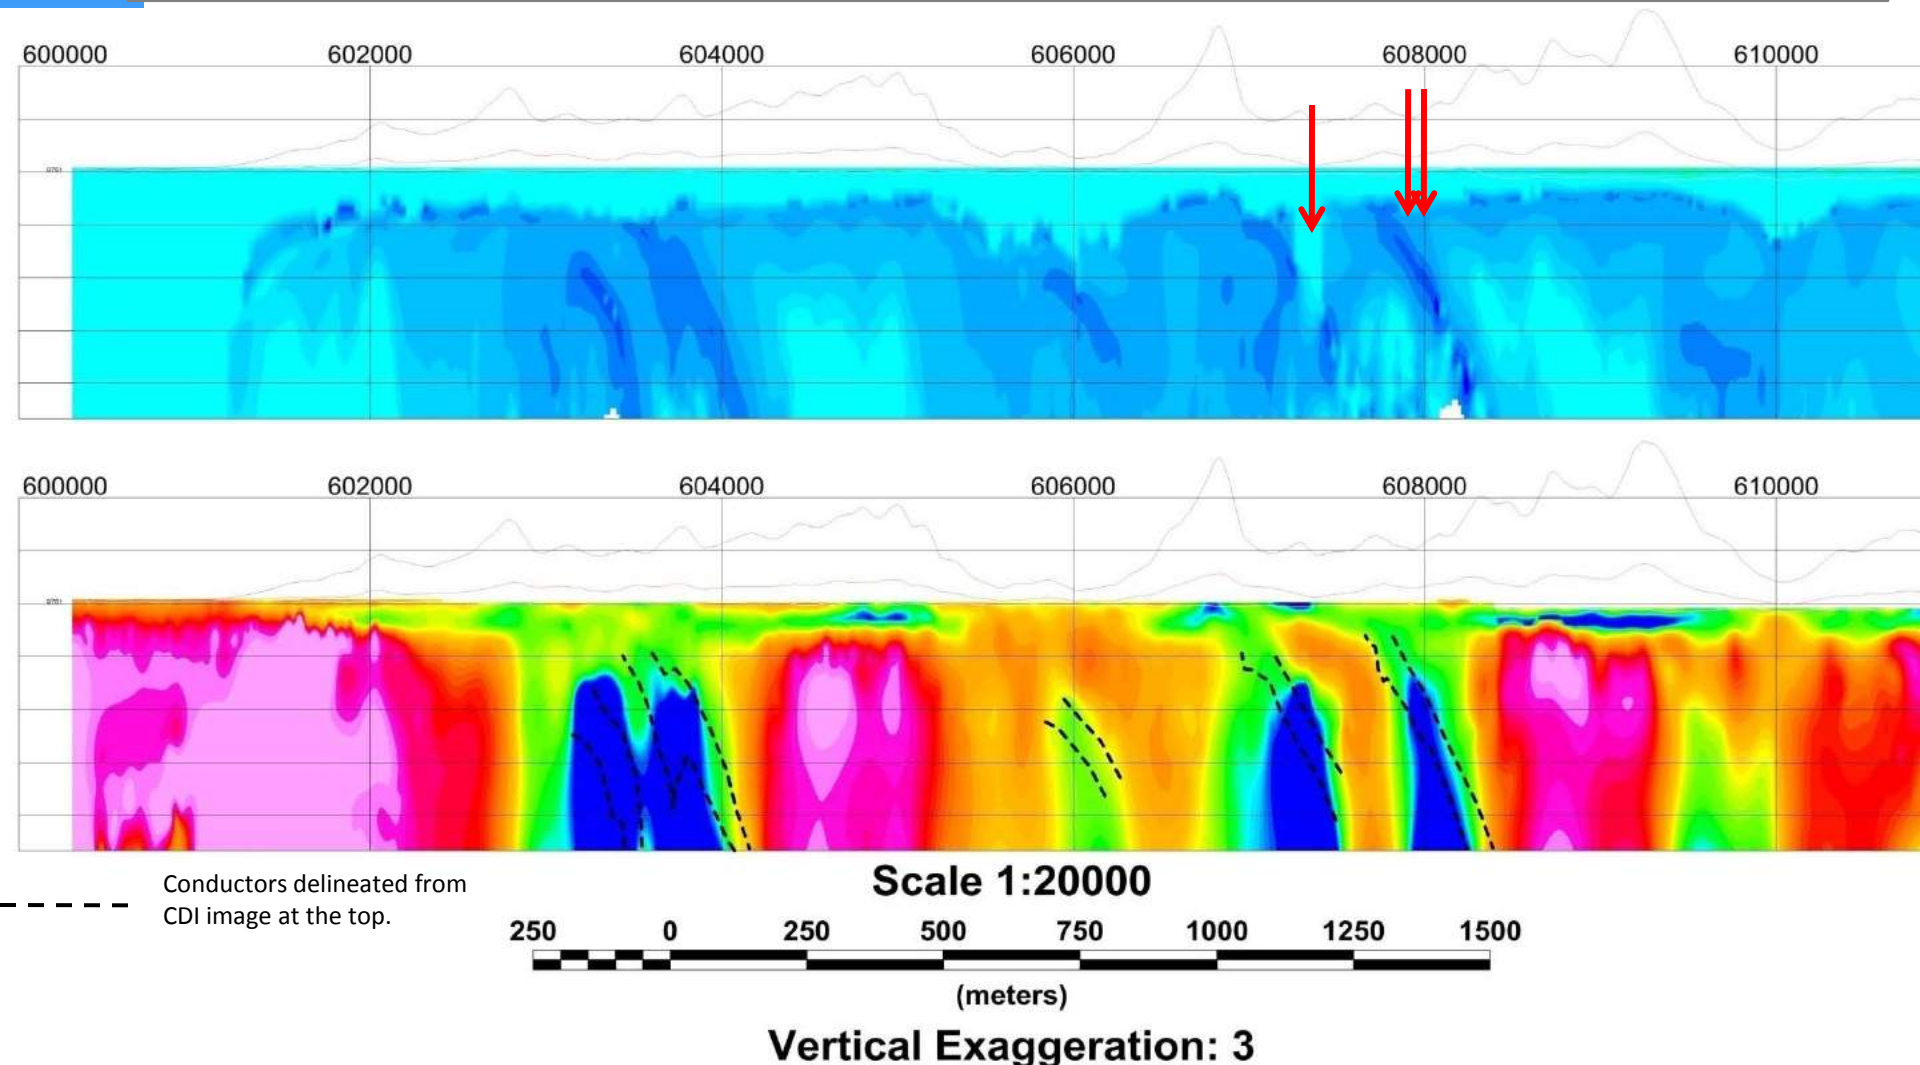 600000 602000 604000 606000 608000 610000
600000 602000 604000 606000 608000 610000
Conductors delineated from
CDI image at the top.
Scale 1:20000
250 0 250 500 750 1000 1250 1500
(meters)
Vertical Exaggeration: 3